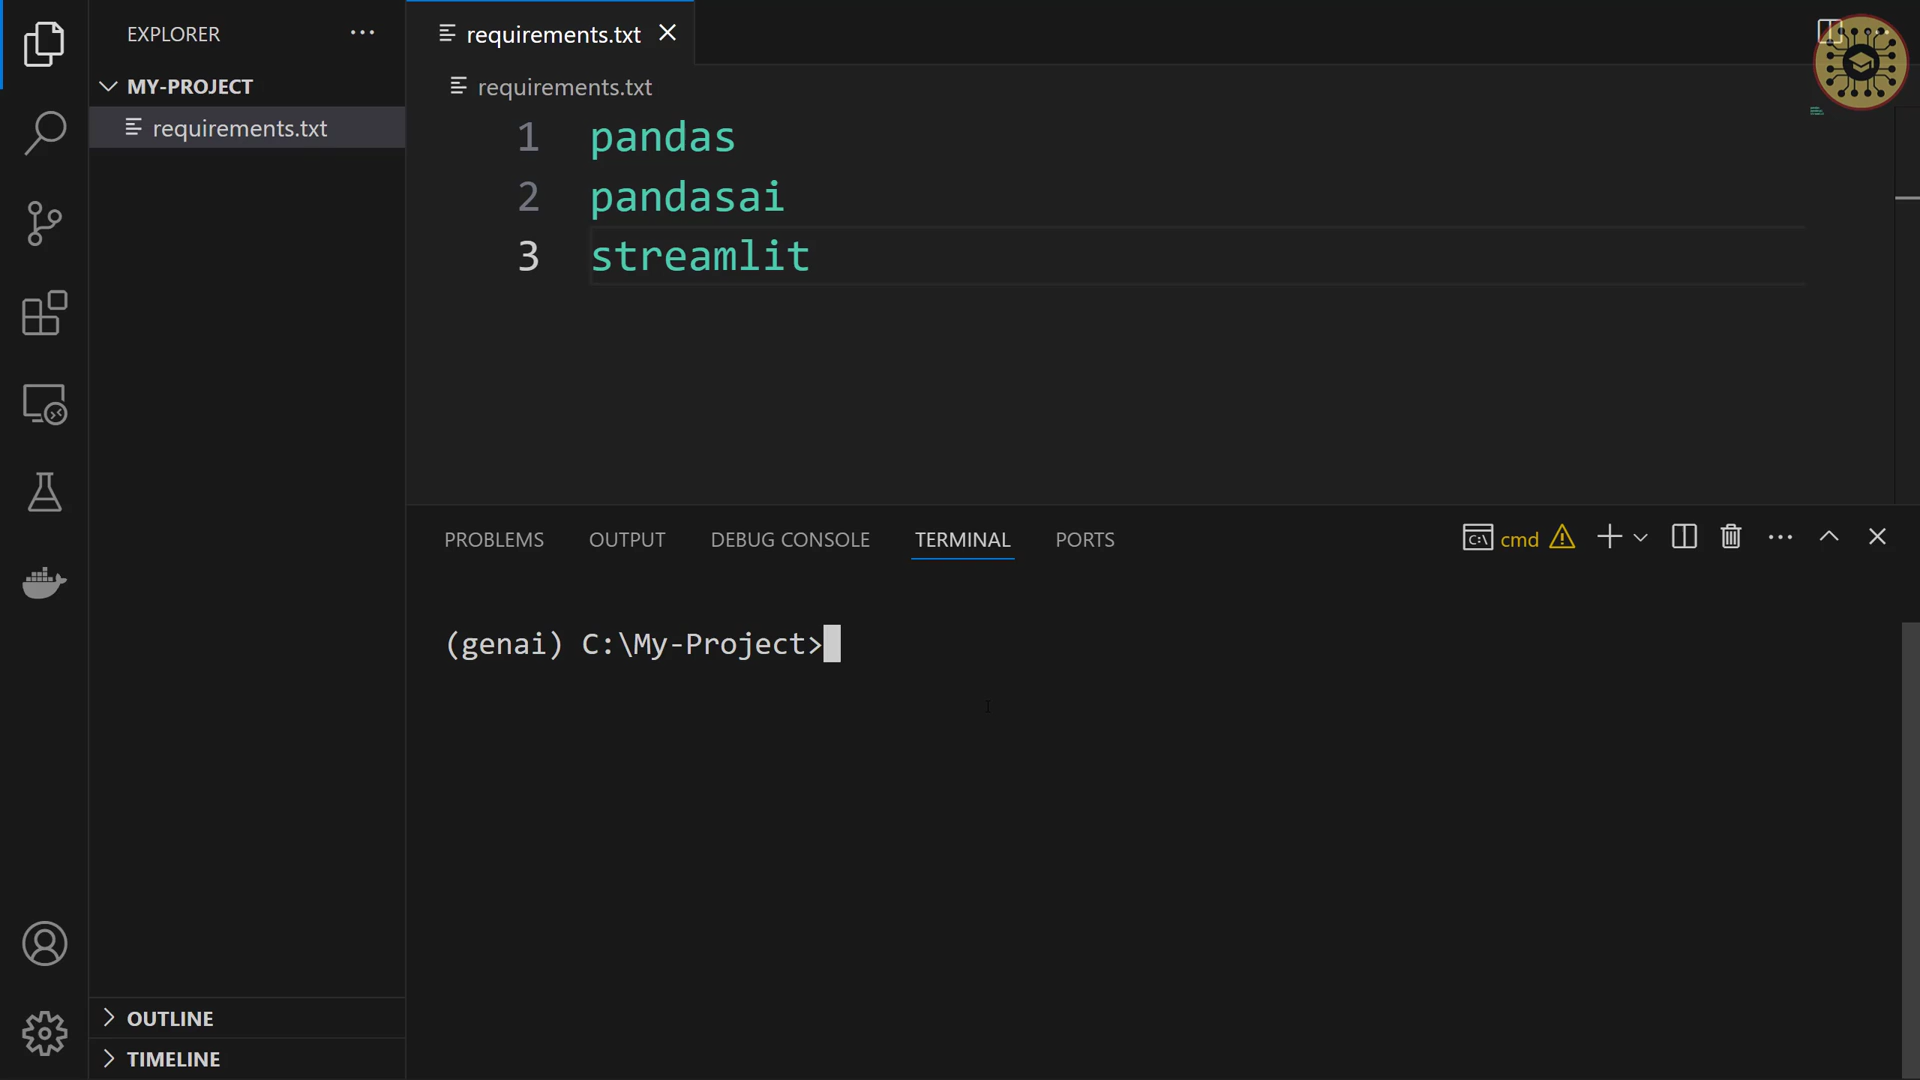 EXPLORER
MY-PROJECT
requirements.txt
OUTLINE
TIMELINE
requirements.txt
requirements.txt
1 pandas
2 pandasai
3 streamlit
PROBLEMS OUTPUT DEBUG CONSOLE TERMINAL PORTS
cmd
(genai) C:\My-Project>